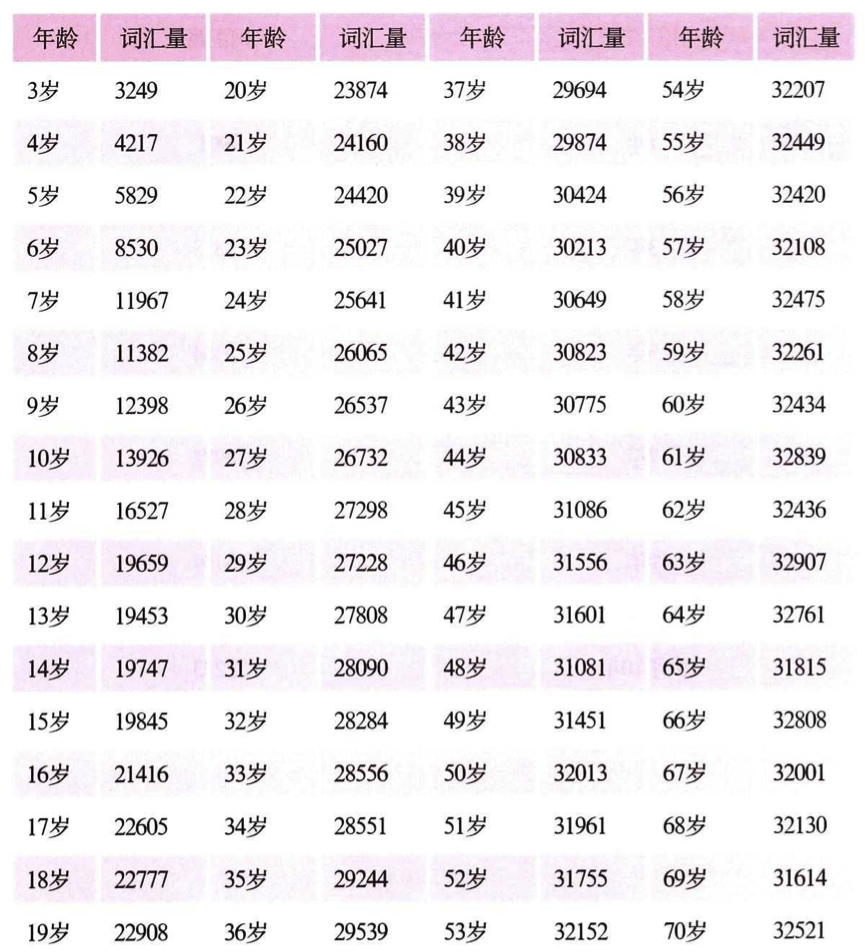 年龄 词汇量 年龄 词汇量 年龄 词汇量 年龄 词汇量
3岁 3249 20岁 23874 37岁 29694 54岁 32207
4岁 4217 21岁 24160 38岁 29874 55岁 32449
5岁 5829 22岁 24420 39岁 30424 56岁 32420
6岁 8530 23岁 25027 40岁 30213 57岁 32108
7岁 11967 24岁 25641 41岁 30649 58岁 32475
8岁 11382 25岁 26065 42岁 30823 59岁 32261
9岁 12398 26岁 26537 43岁 30775 60岁 32434
10岁 13926 27岁 26732 44岁 30833 61岁 32839
11岁 16527 28岁 27298 45岁 31086 62岁 32436
12岁 19659 29岁 27228 46岁 31556 63岁 32907
13岁 19453 30岁 27808 47岁 31601 64岁 32761
14岁 19747 31岁 28090 48岁 31081 65岁 31815
15岁 19845 32岁 28284 49岁 31451 66岁 32808
16岁 21416 33岁 28556 50岁 32013 67岁 32001
17岁 22605 34岁 28551 51岁 31961 68岁 32130
18岁 22777 35岁 29244 52岁 31755 69岁 31614
19岁 22908 36岁 29539 53岁 32152 70岁 32521